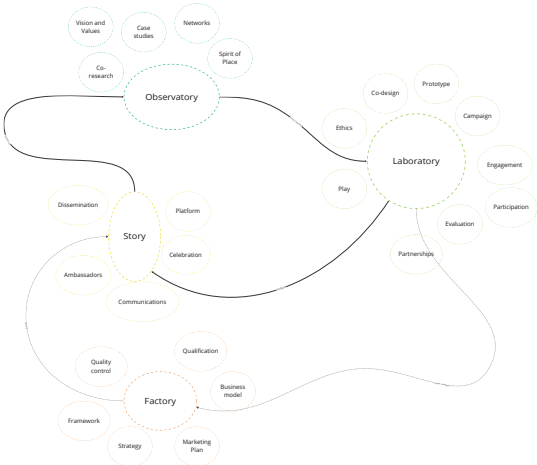 Vision and
Values
Case
studies
Networks
Co-
research
Spirit of
Place
Observatory
Co-design
Prototype
Campaign
Ethics
Laboratory
Engagement
Play
Participation
Evaluation
Partnerships
Dissemination
Platform
Story
Celebration
Ambassadors
Communications
Qualification
Quality
control
Business
model
Factory
Framework
Strategy
Marketing
Plan